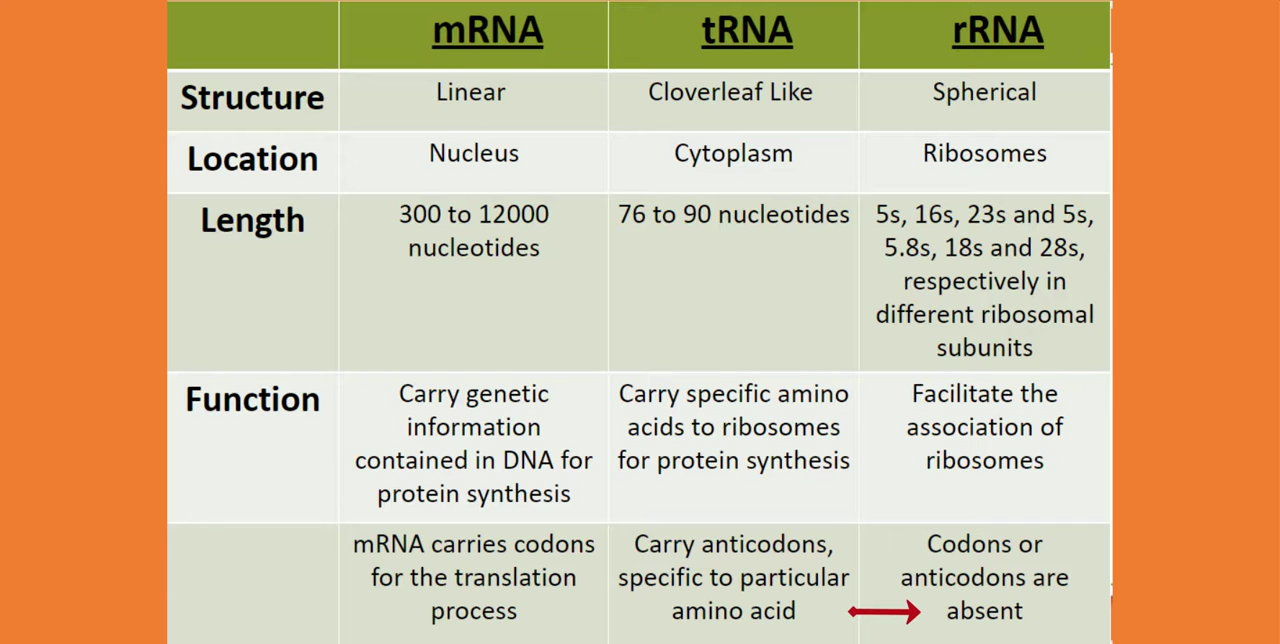 mRNA
tRNA
rRNA
Structure
Linear
Cloverleaf Like
Spherical
Location
Nucleus
Cytoplasm
Ribosomes
Length
300 to 12000
nucleotides
76 to 90 nucleotides
5s, 16s, 23s and 5s,
5.8s, 18s and 28s,
respectively in
different ribosomal
subunits
Function
Carry genetic
information
contained in DNA for
protein synthesis
Carry specific amino
acids to ribosomes
for protein synthesis
Facilitate the
association of
ribosomes
mRNA carries codons
for the translation
process
Carry anticodons,
specific to particular
amino acid
Codons or
anticodons are
absent